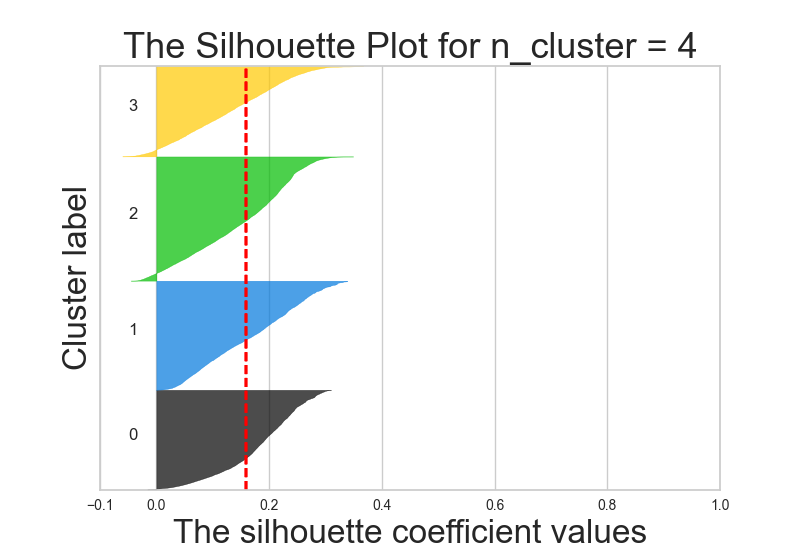 The Silhouette Plot for n_cluster = 4
3
2
1
0
Cluster label
−0.1 0.0 0.2 0.4 0.6 0.8 1.0
The silhouette coefficient values